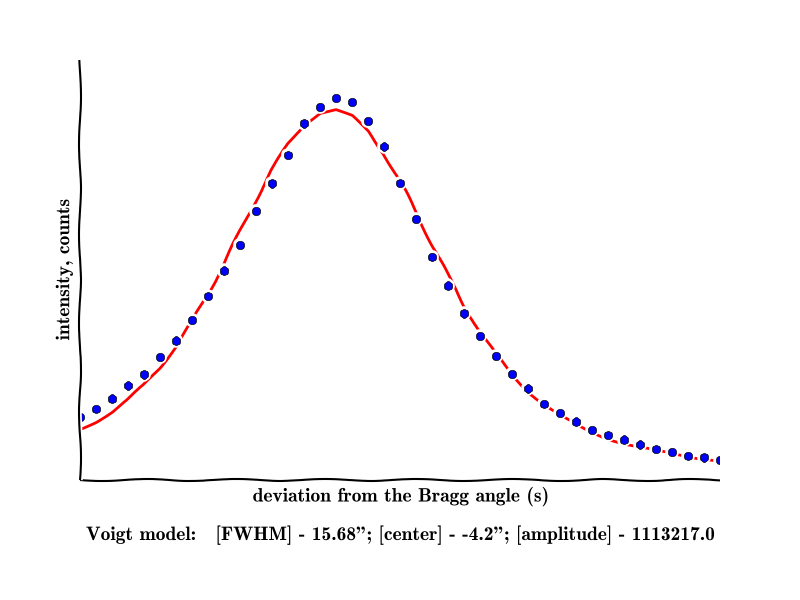 intensity, counts
deviation from the Bragg angle (s)
Voigt model: [FWHM] - 15.68”; [center] - -4.2”; [amplitude] - 1113217.0